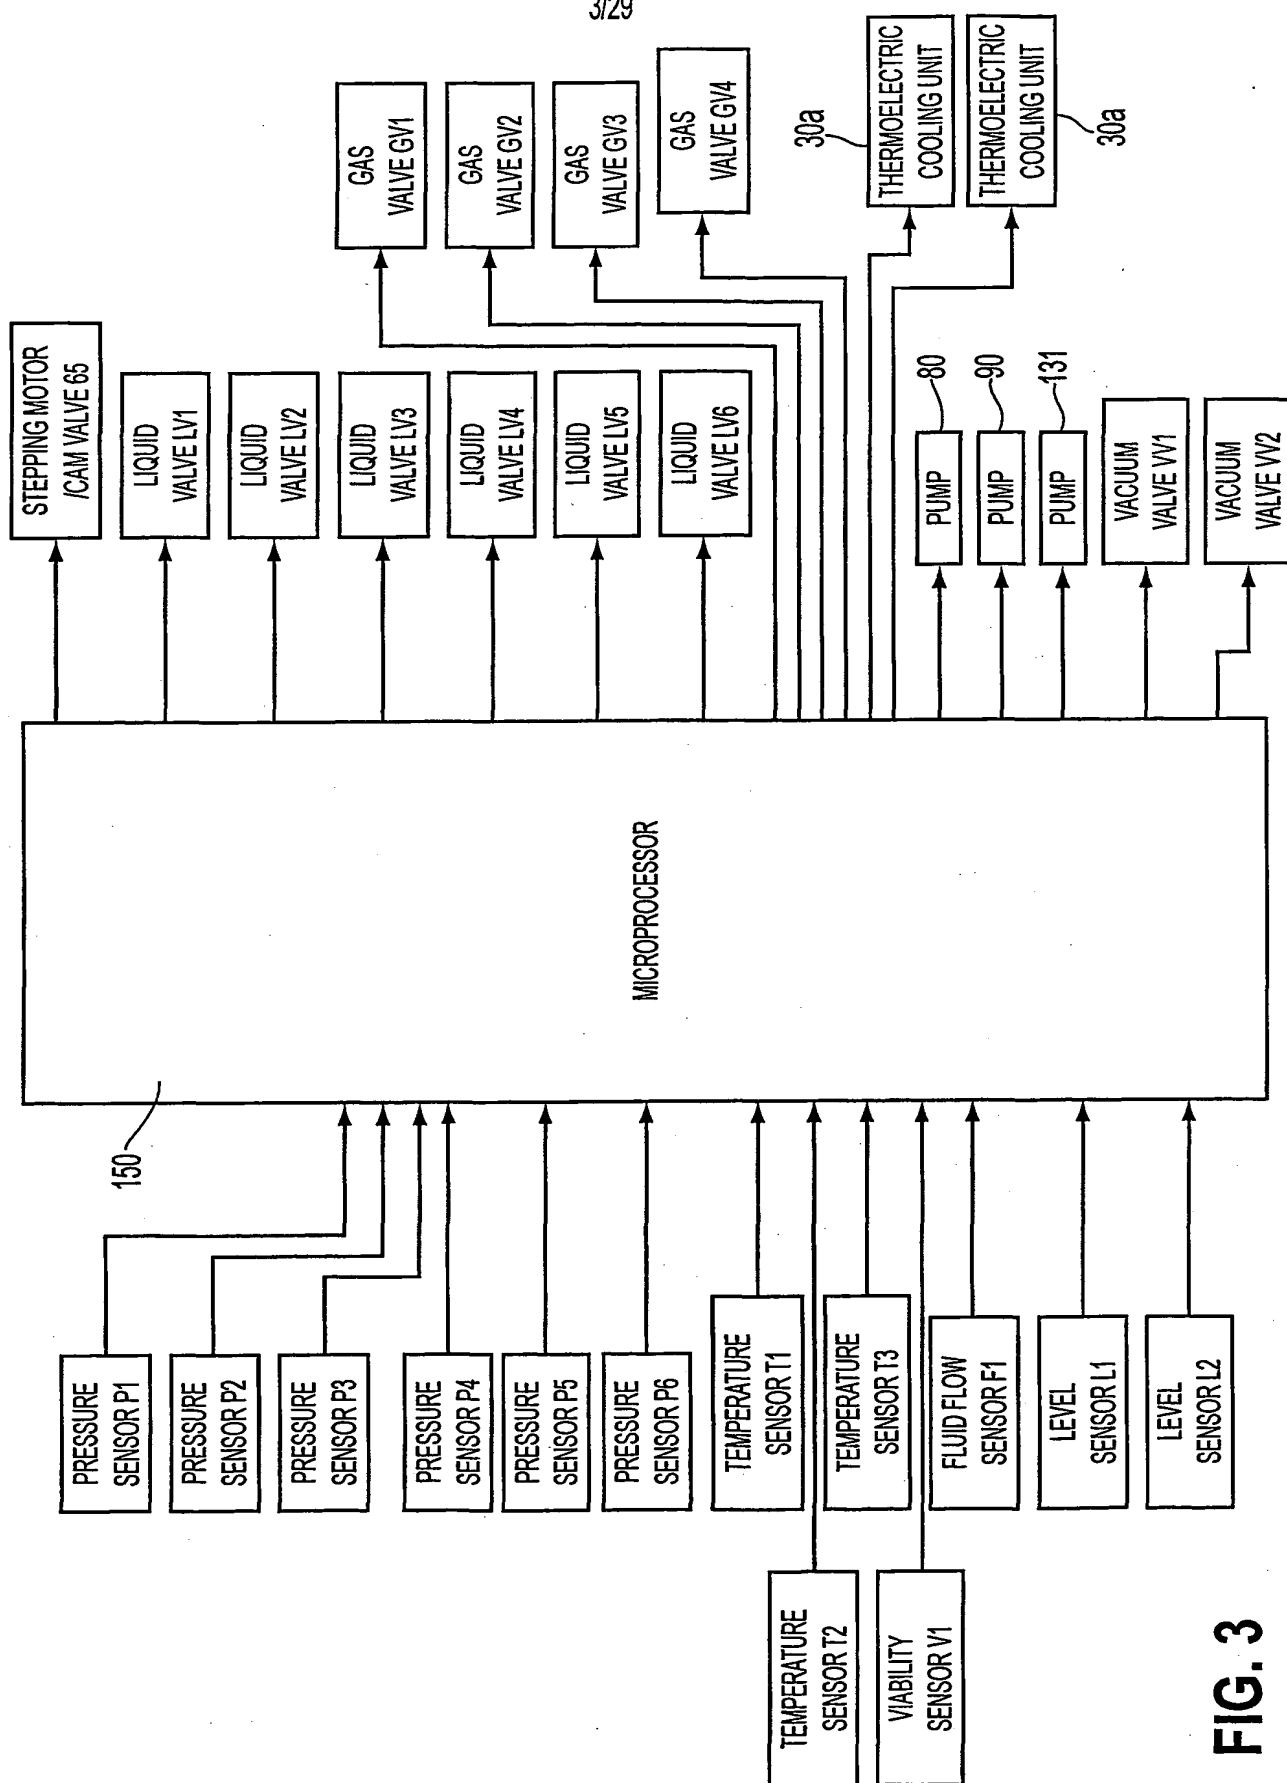 3/29
STEPPING MOTOR
/CAM VALVE 65
LIQUID
VALVE LV1
LIQUID
VALVE LV2
LIQUID
VALVE LV3
LIQUID
VALVE LV4
LIQUID
VALVE LV5
LIQUID
VALVE LV6
GAS
VALVE GV1
GAS
VALVE GV2
GAS
VALVE GV3
GAS
VALVE GV4
30a
THERMOELECTRIC
COOLING UNIT
THERMOELECTRIC
COOLING UNIT
30a
PUMP
80
PUMP
90
PUMP
131
VACUUM
VALVE VV1
VACUUM
VALVE VV2
MICROPROCESSOR
150
PRESSURE
SENSOR P1
PRESSURE
SENSOR P2
PRESSURE
SENSOR P3
PRESSURE
SENSOR P4
PRESSURE
SENSOR P5
PRESSURE
SENSOR P6
TEMPERATURE
SENSOR T1
TEMPERATURE
SENSOR T2
TEMPERATURE
SENSOR T3
VIABILITY
SENSOR V1
FLUID FLOW
SENSOR F1
LEVEL
SENSOR L1
LEVEL
SENSOR L2
FIG. 3